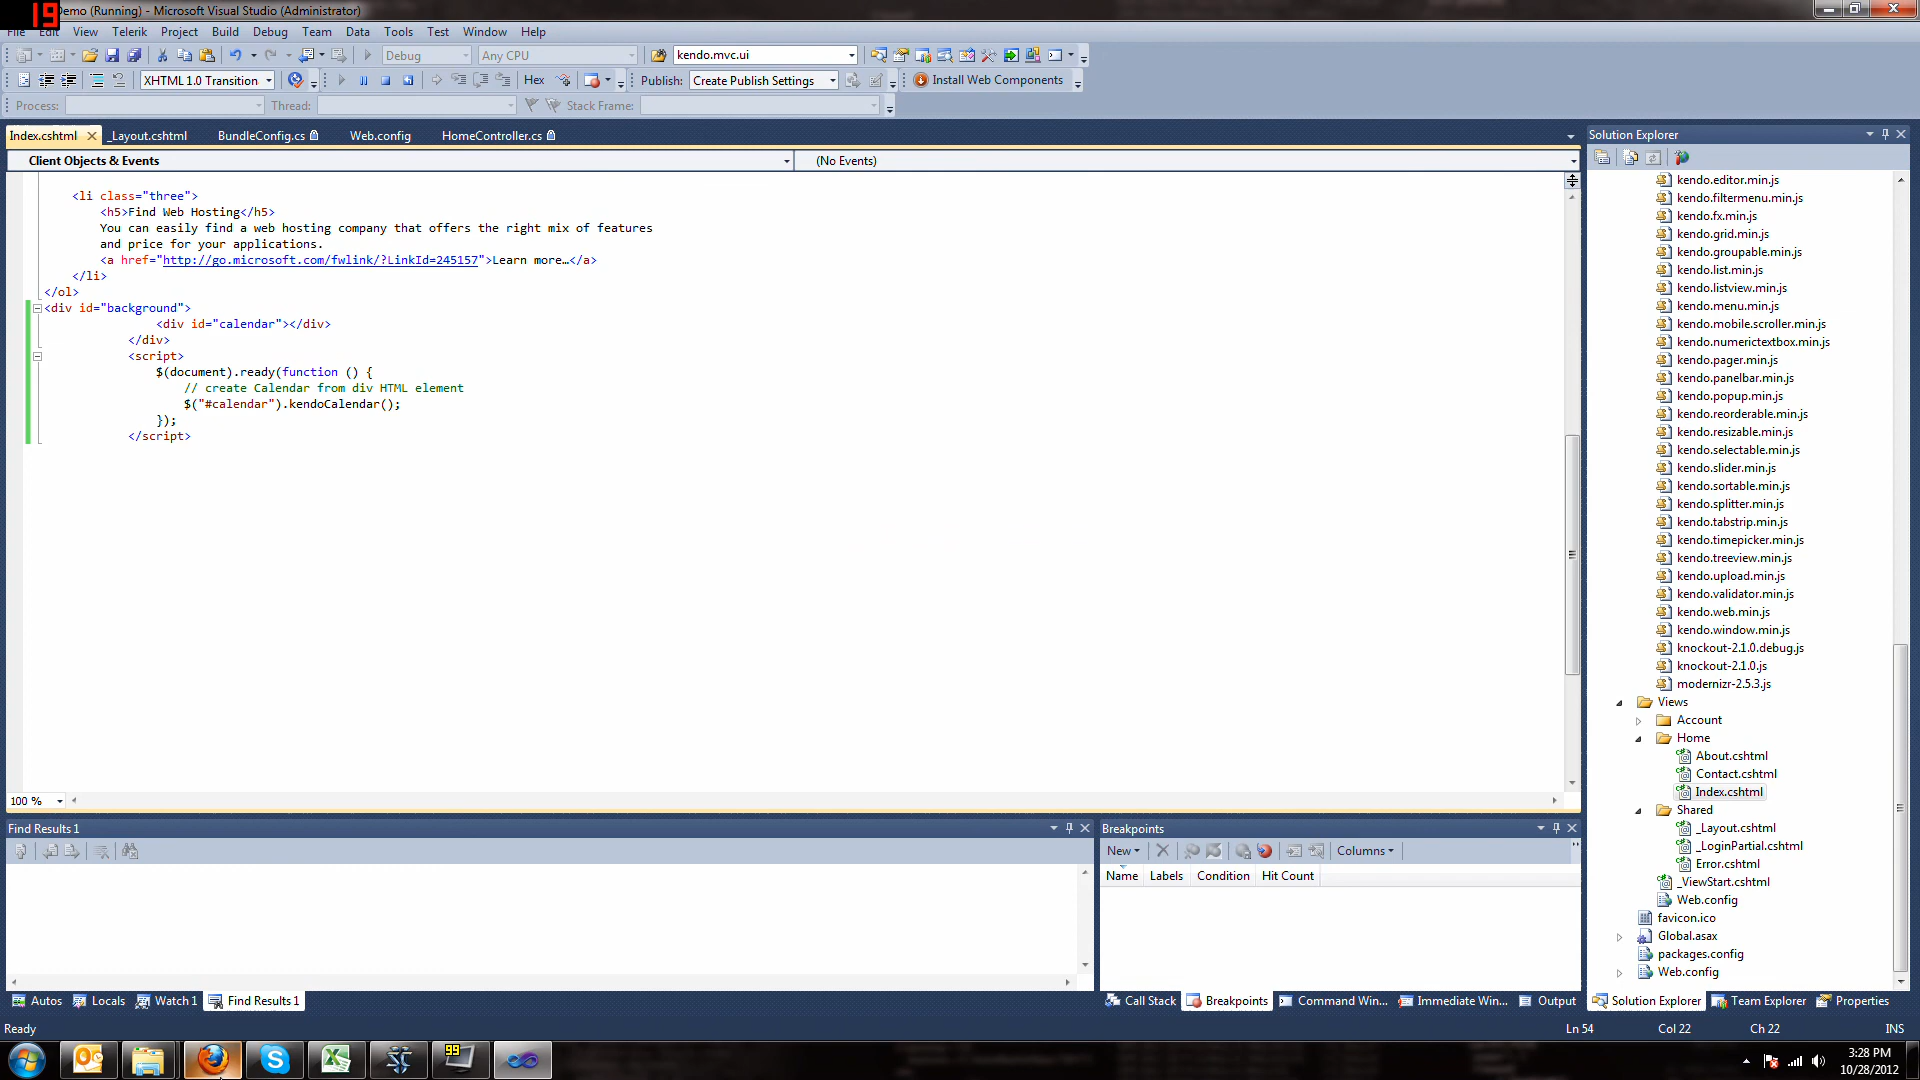 19
Demo (Running) - Microsoft Visual Studio (Administrator)
File Edit View Telerik Project Build Debug Team Data Tools Test Window Help
Debug Any CPU kendo.mvc.ui
XHTML 1.0 Transition Hex Publish: Create Publish Settings Install Web Components
Process: Thread: Stack Frame:
Index.cshtml _Layout.cshtml BundleConfig.cs Web.config HomeController.cs
Client Objects & Events (No Events)
<li class="three">
<h5>Find Web Hosting</h5>
You can easily find a web hosting company that offers the right mix of features
and price for your applications.
<a href="http://go.microsoft.com/fwlink/?LinkId=245157">Learn more…</a>
</li>
</ol>
<div id="background">
<div id="calendar"></div>
</div>
<script>
$(document).ready(function () {
// create Calendar from div HTML element
$("#calendar").kendoCalendar();
});
</script>
100 %
Solution Explorer
kendo.editor.min.js
kendo.filtermenu.min.js
kendo.fx.min.js
kendo.grid.min.js
kendo.groupable.min.js
kendo.list.min.js
kendo.listview.min.js
kendo.menu.min.js
kendo.mobile.scroller.min.js
kendo.numerictextbox.min.js
kendo.pager.min.js
kendo.panelbar.min.js
kendo.popup.min.js
kendo.reorderable.min.js
kendo.resizable.min.js
kendo.selectable.min.js
kendo.slider.min.js
kendo.sortable.min.js
kendo.splitter.min.js
kendo.tabstrip.min.js
kendo.timepicker.min.js
kendo.treeview.min.js
kendo.upload.min.js
kendo.validator.min.js
kendo.web.min.js
kendo.window.min.js
knockout-2.1.0.debug.js
knockout-2.1.0.js
modernizr-2.5.3.js
Views
Account
Home
About.cshtml
Contact.cshtml
Index.cshtml
Shared
_Layout.cshtml
_LoginPartial.cshtml
Error.cshtml
_ViewStart.cshtml
Web.config
favicon.ico
Global.asax
packages.config
Web.config
Find Results 1
Breakpoints
New Columns
Name Labels Condition Hit Count
Autos Locals Watch 1 Find Results 1
Call Stack Breakpoints Command Win... Immediate Win... Output
Solution Explorer Team Explorer Properties
Ready Ln 54 Col 22 Ch 22 INS
99
3:28 PM
10/28/2012